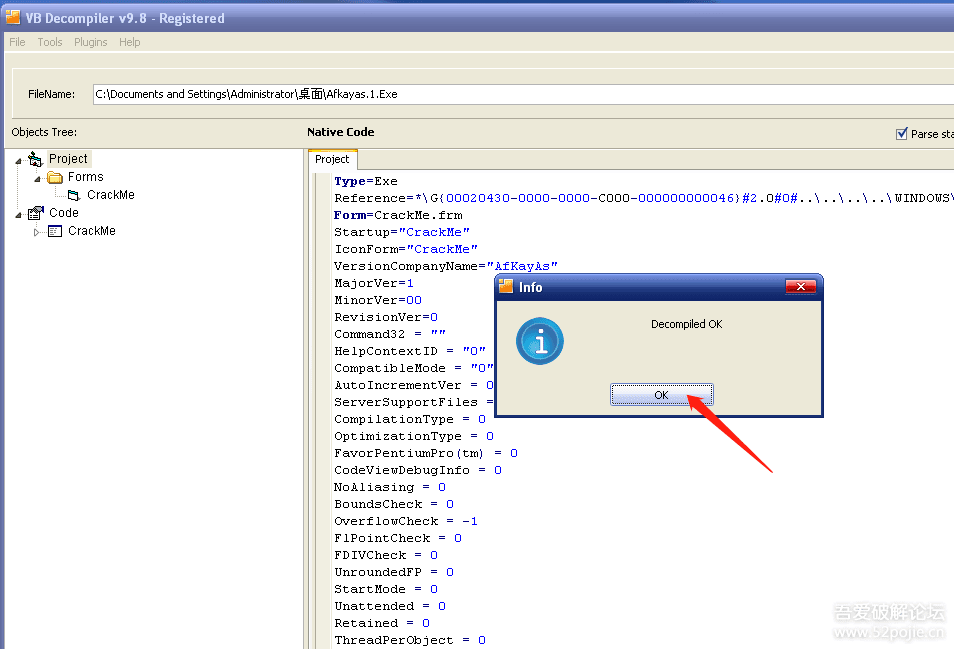 VB Decompiler v9.8 - Registered
File Tools Plugins Help
FileName: C:\Documents and Settings\Administrator\桌面\Afkayas.1.Exe
Objects Tree:
Native Code
Parse sta
Project
Forms
CrackMe
Code
CrackMe
Project
Type=Exe
Reference=*\G{00020430-0000-0000-C000-000000000046}#2.0#0#..\..\..\..\WINDOWS\
Form=CrackMe.frm
Startup="CrackMe"
IconForm="CrackMe"
VersionCompanyName="AfKayAs"
MajorVer=1
MinorVer=00
RevisionVer=0
Command32 = ""
HelpContextID = "0"
CompatibleMode = "0"
AutoIncrementVer = 0
ServerSupportFiles =
CompilationType = 0
OptimizationType = 0
FavorPentiumPro(tm) = 0
CodeViewDebugInfo = 0
NoAliasing = 0
BoundsCheck = 0
OverflowCheck = -1
FlPointCheck = 0
FDIVCheck = 0
UnroundedFP = 0
StartMode = 0
Unattended = 0
Retained = 0
ThreadPerObject = 0
Info
Decompiled OK
OK
吾爱破解论坛
www.52pojie.cn